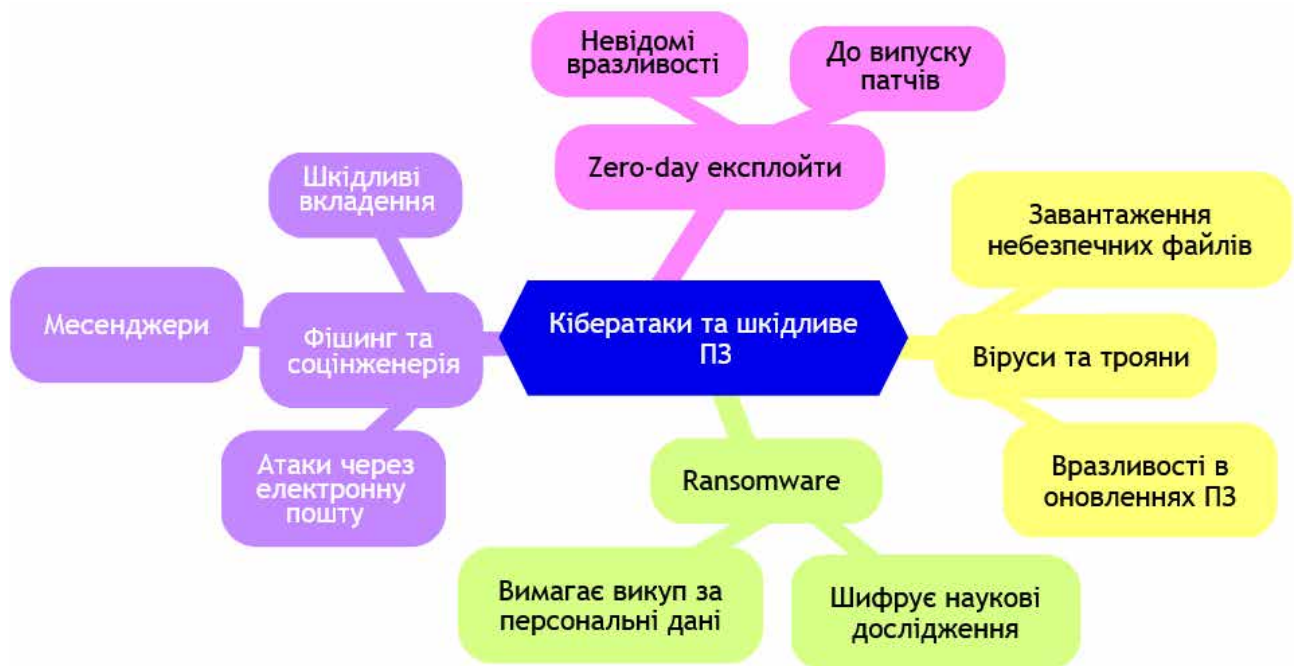 Невідомі
вразливості
До випуску
патчів
Zero-day експлойти
Шкідливі
вкладення
Завантаження
небезпечних файлів
Месенджери
Фішинг та
соцінженерія
Кібератаки та шкідливе
ПЗ
Віруси та трояни
Атаки через
електронну
пошту
Ransomware
Вразливості в
оновленнях ПЗ
Вимагає викуп за
персональні дані
Шифрує наукові
дослідження